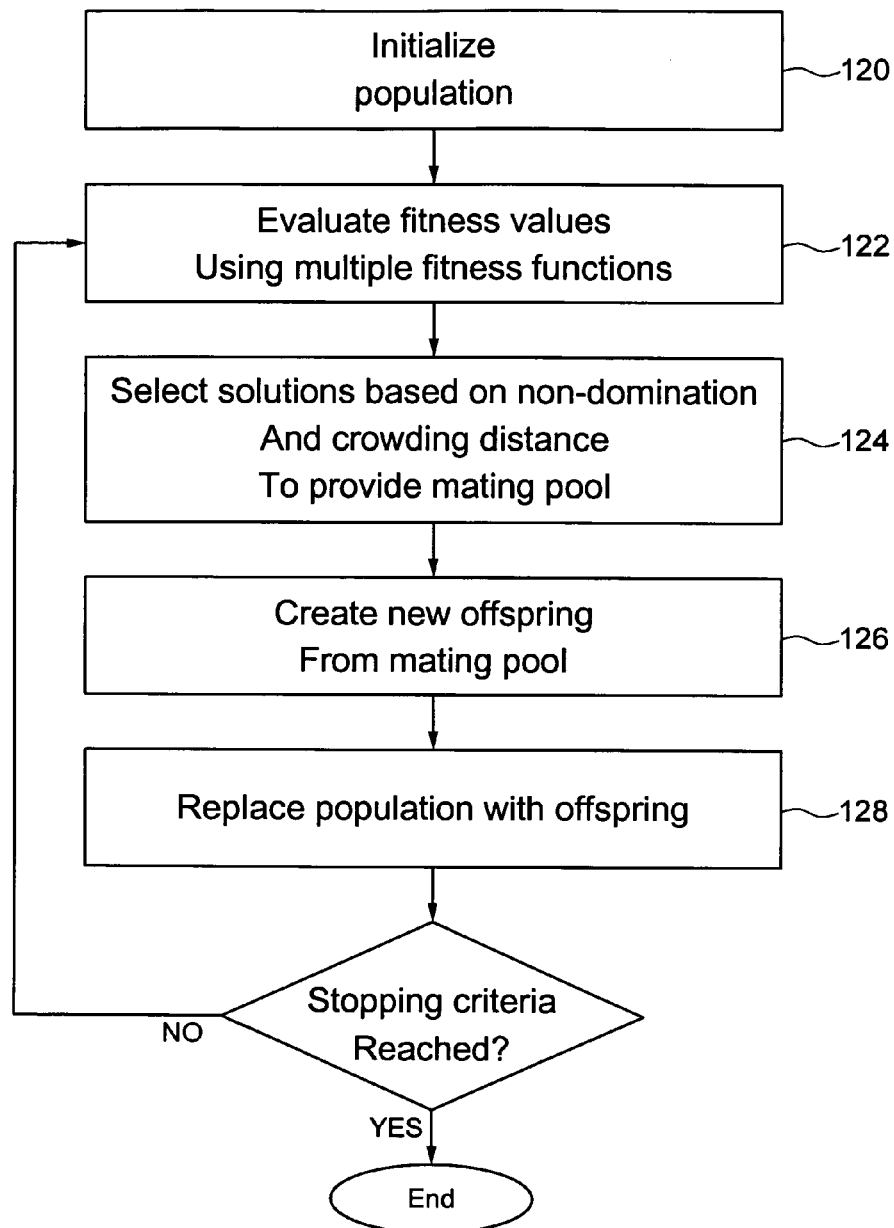 Initialize
population
120
Evaluate fitness values
Using multiple fitness functions
122
Select solutions based on non-domination
And crowding distance
To provide mating pool
124
Create new offspring
From mating pool
126
Replace population with offspring
128
Stopping criteria
Reached?
NO
YES
End